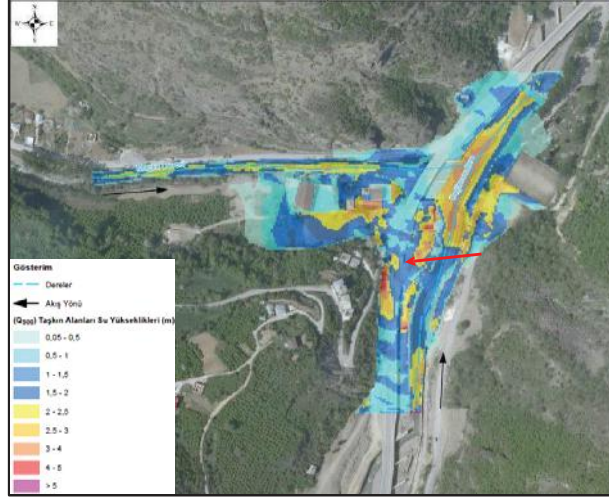 Gösterim
Dereler
Akış Yönü
(Q500) Taşkın Alanları Su Yükseklikleri (m)
0,05 - 0,5
0,5 - 1
1 - 1,5
1,5 - 2
2 - 2,5
2,5 - 3
3 - 4
4 - 5
> 5